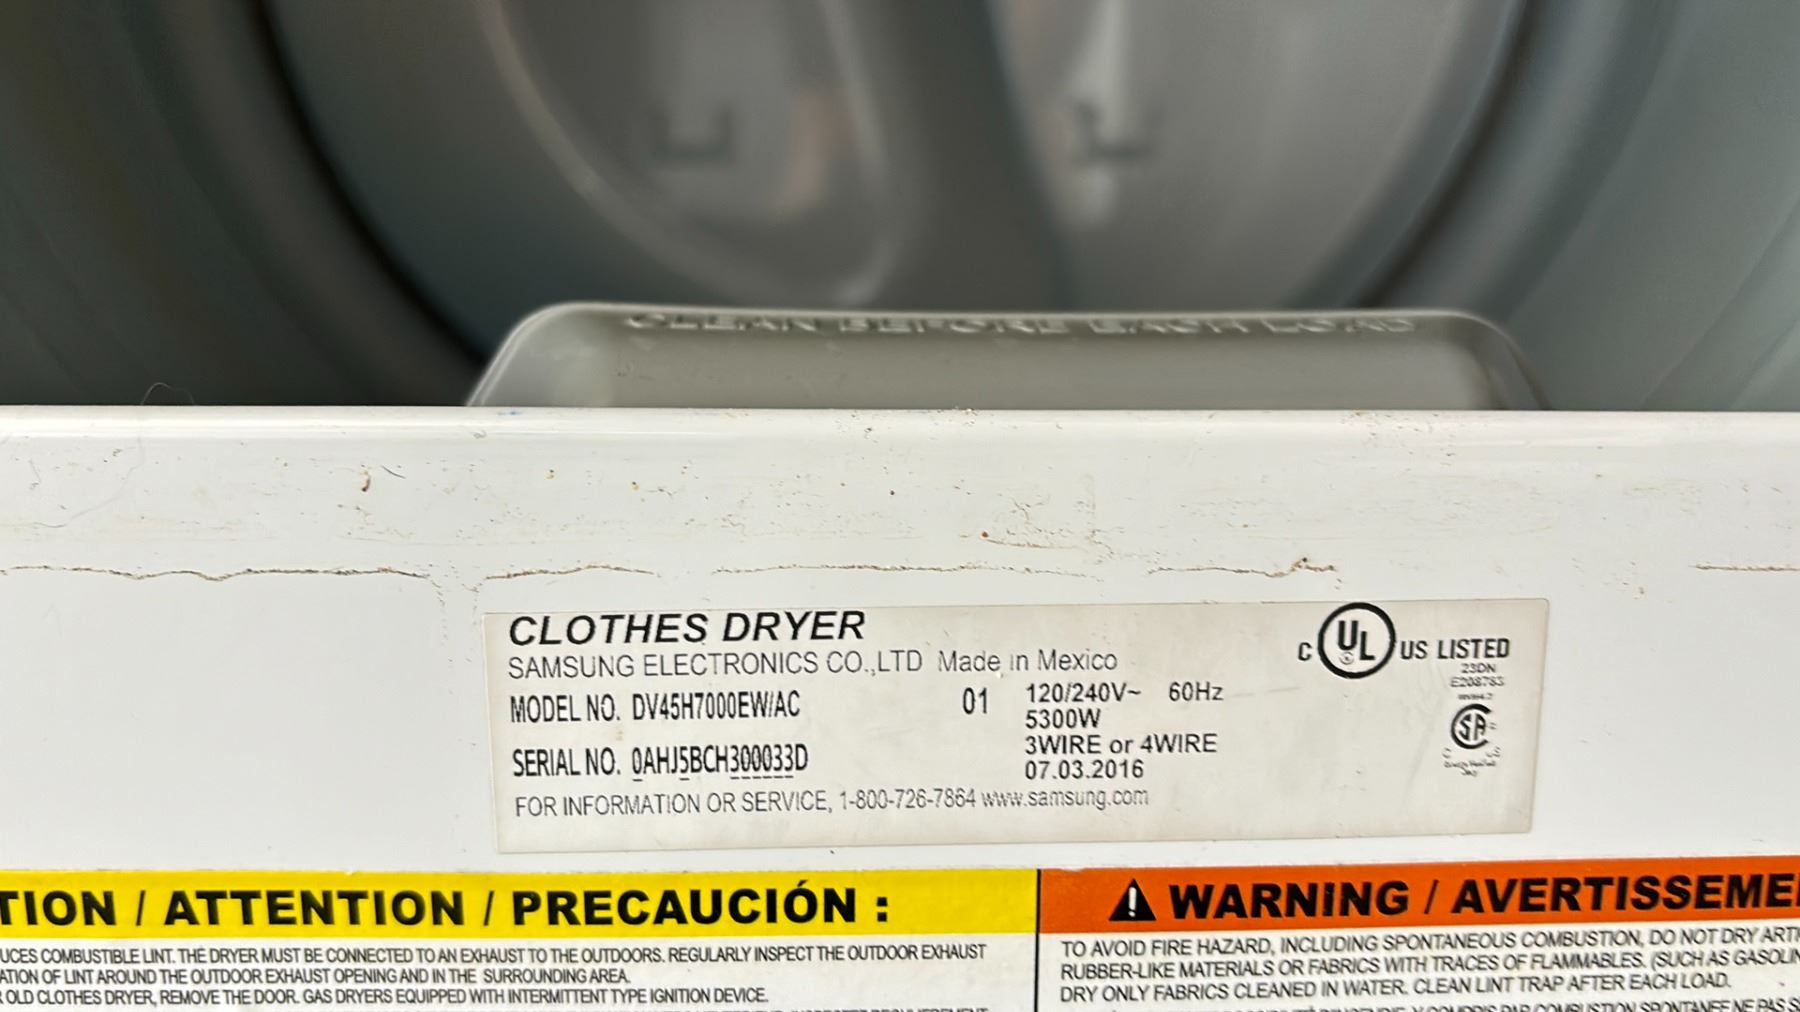 CLEAN BEFORE EACH LOAD
CLOTHES DRYER
SAMSUNG ELECTRONICS CO.,LTD Made in Mexico
MODEL NO. DV45H7000EW/AC 01
SERIAL NO. 0AHJ5BCH300033D
120/240V~ 60Hz
5300W
3WIRE or 4WIRE
07.03.2016
FOR INFORMATION OR SERVICE, 1-800-726-7864 www.samsung.com
C UL US LISTED
23DN
E208783
SA
C US
TION / ATTENTION / PRECAUCIÓN :
UCES COMBUSTIBLE LINT. THE DRYER MUST BE CONNECTED TO AN EXHAUST TO THE OUTDOORS. REGULARLY INSPECT THE OUTDOOR EXHAUST
ATION OF LINT AROUND THE OUTDOOR EXHAUST OPENING AND IN THE SURROUNDING AREA.
OLD CLOTHES DRYER, REMOVE THE DOOR. GAS DRYERS EQUIPPED WITH INTERMITTENT TYPE IGNITION DEVICE.
WARNING / AVERTISSEME
TO AVOID FIRE HAZARD, INCLUDING SPONTANEOUS COMBUSTION, DO NOT DRY ARTI
RUBBER-LIKE MATERIALS OR FABRICS WITH TRACES OF FLAMMABLES. (SUCH AS GASOLIN
DRY ONLY FABRICS CLEANED IN WATER. CLEAN LINT TRAP AFTER EACH LOAD.